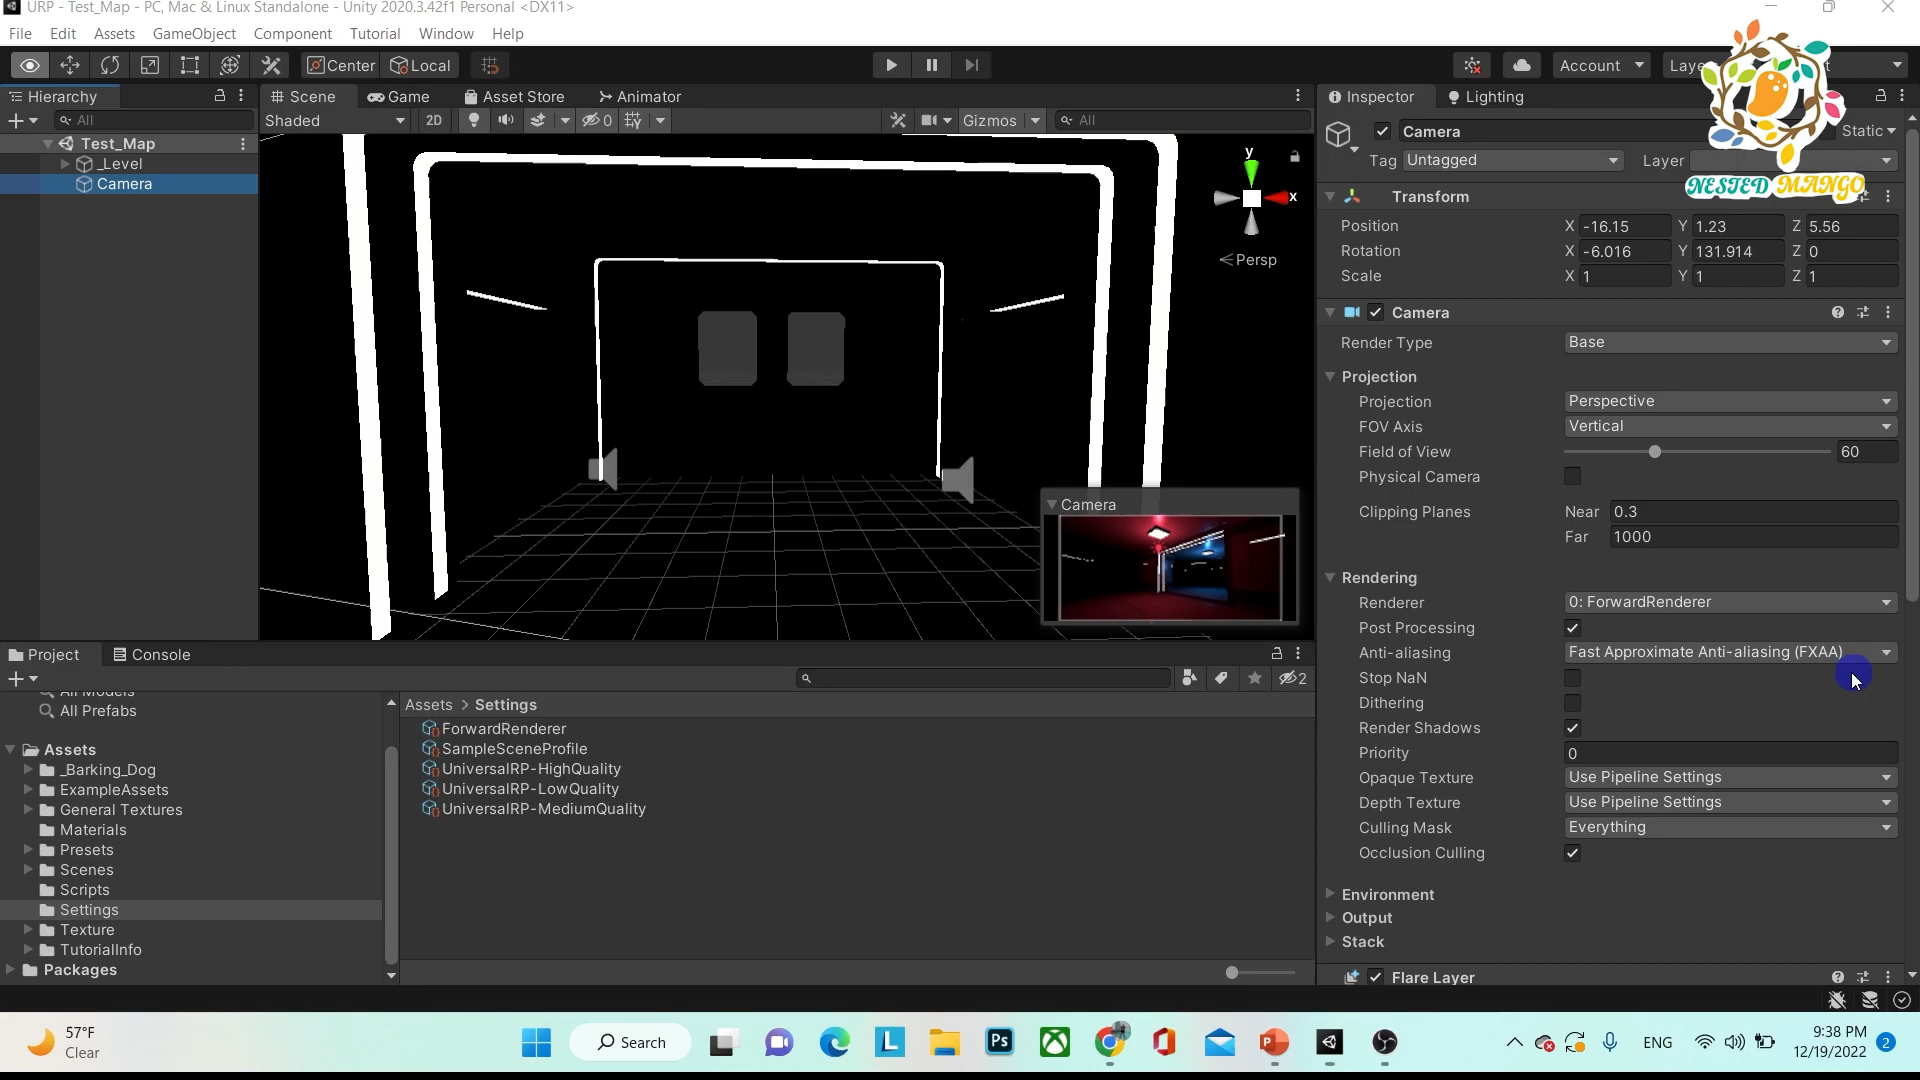 URP - Test_Map - PC, Mac & Linux Standalone - Unity 2020.3.42f1 Personal <DX11>
File Edit Assets GameObject Component Tutorial Window Help
Center Local Account Laye
Hierarchy Scene Game Asset Store Animator Inspector Lighting
All Shaded 2D 0 Gizmos All
Test_Map
_Level
Camera
y
x
Persp
Camera
Camera Static
Tag Untagged Layer
NESTED MANGO
Transform
Position X -16.15 Y 1.23 Z 5.56
Rotation X -6.016 Y 131.914 Z 0
Scale X 1 Y 1 Z 1
Camera
Render Type Base
Projection
Projection Perspective
FOV Axis Vertical
Field of View 60
Physical Camera
Clipping Planes Near 0.3
Far 1000
Rendering
Renderer 0: ForwardRenderer
Post Processing
Anti-aliasing Fast Approximate Anti-aliasing (FXAA)
Stop NaN
Dithering
Render Shadows
Priority 0
Opaque Texture Use Pipeline Settings
Depth Texture Use Pipeline Settings
Culling Mask Everything
Occlusion Culling
Environment
Output
Stack
Flare Layer
Project Console
2
All Models
All Prefabs
Assets
_Barking_Dog
ExampleAssets
General Textures
Materials
Presets
Scenes
Scripts
Settings
Texture
TutorialInfo
Packages
Assets > Settings
ForwardRenderer
SampleSceneProfile
UniversalRP-HighQuality
UniversalRP-LowQuality
UniversalRP-MediumQuality
57°F
Clear
Search
L
Ps
ENG
9:38 PM
12/19/2022
2